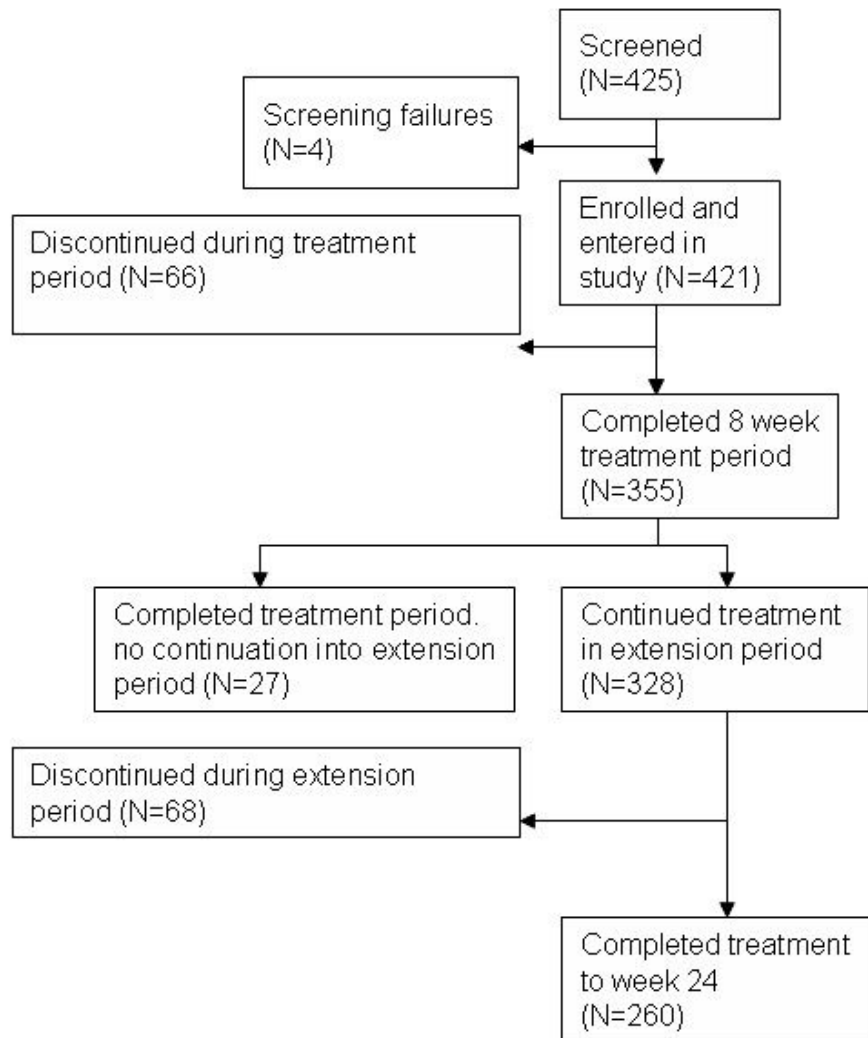 Screened
(N=425)
Screening failures
(N=4)
Enrolled and
entered in
study (N=421)
Discontinued during treatment
period (N=66)
Completed 8 week
treatment period
(N=355)
Completed treatment period.
no continuation into extension
period (N=27)
Continued treatment
in extension period
(N=328)
Discontinued during extension
period (N=68)
Completed treatment
to week 24
(N=260)